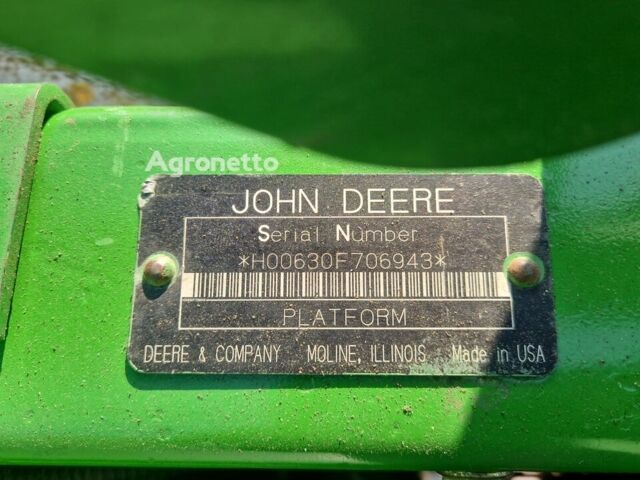 Agronetto
JOHN DEERE
Serial Number
*H00630F706943*
PLATFORM
DEERE & COMPANY MOLINE, ILLINOIS Made in USA